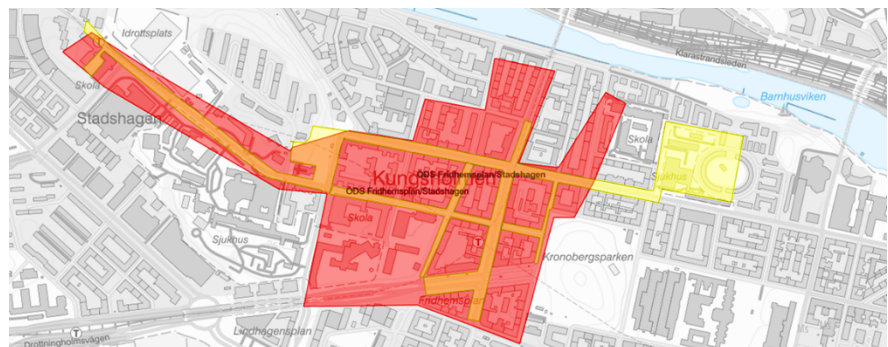 Idrottsplats
Klarastrandsleden
Skola
Barnhusviken
Stadshagen
Skola
Sjukhus
Kungsholmen
ÖDS Fridhemsplan/Stadshagen
ÖDS Fridhemsplan/Stadshagen
Skola
Sjukhus
T
Kronobergsparken
Fridhemsplan
Lindhagensplan
T
Drottningholmsvägen